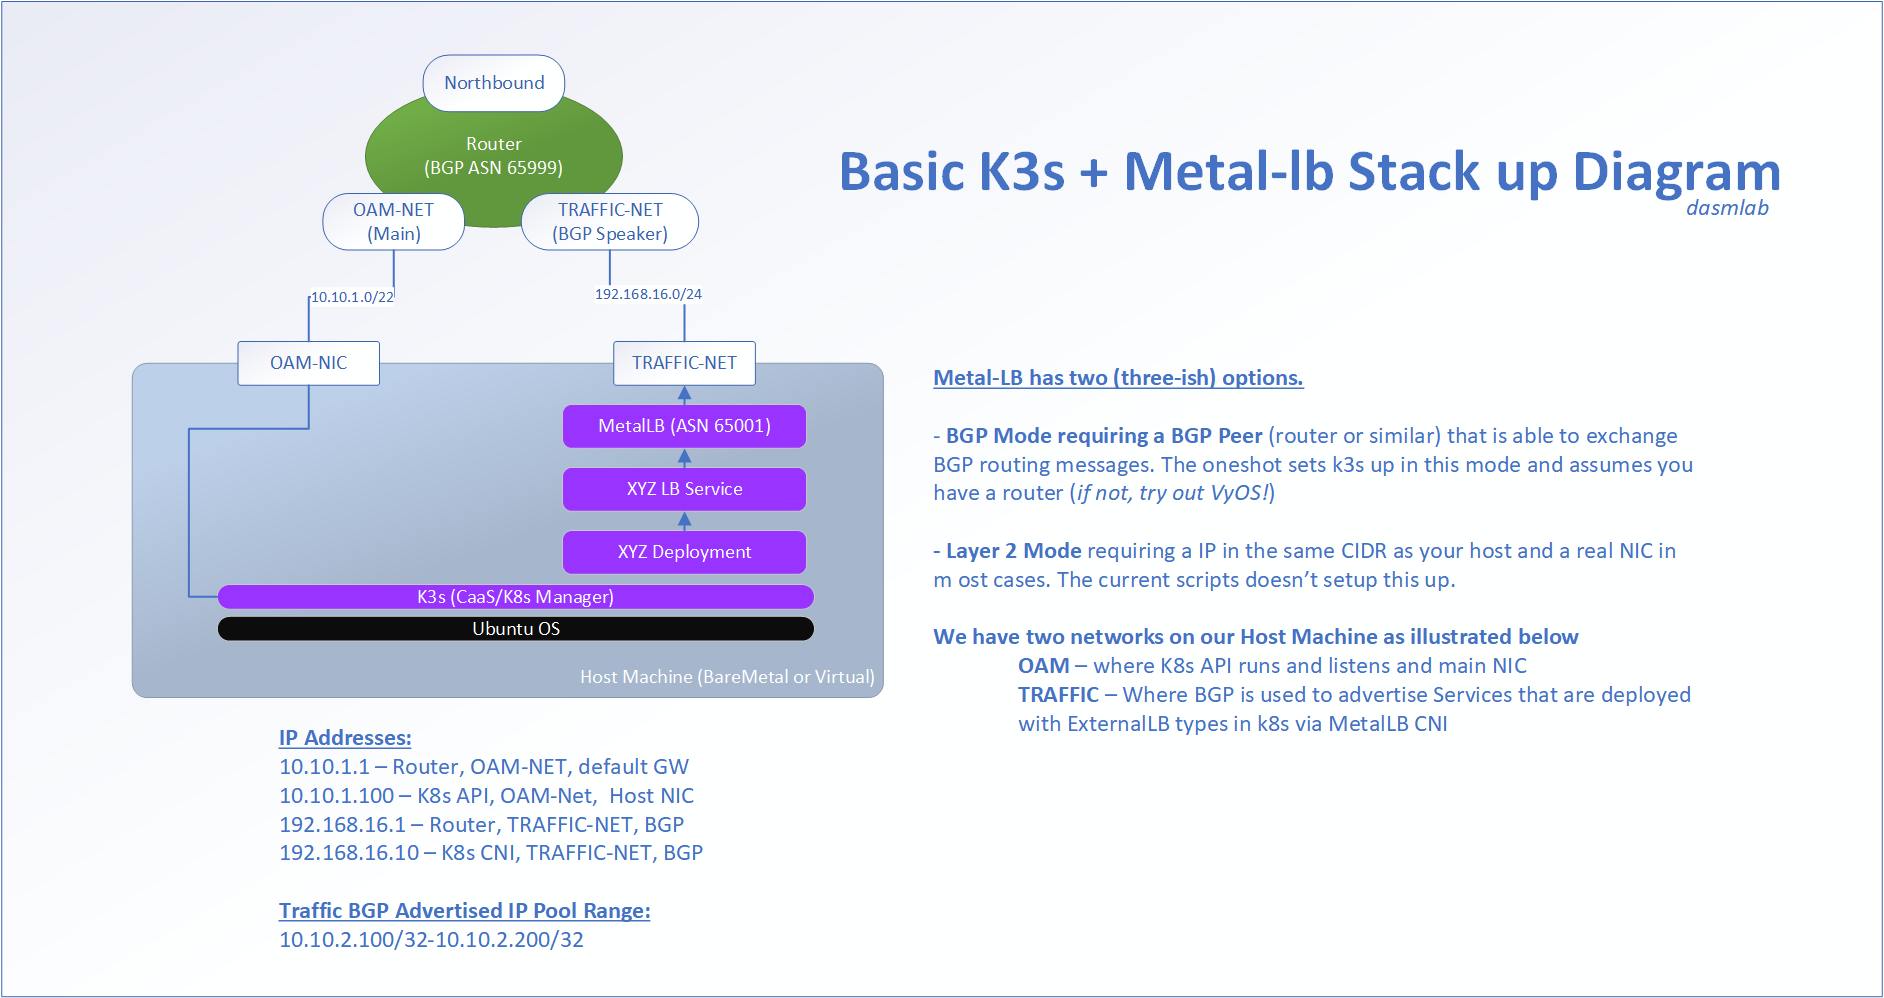 Northbound
Router
(BGP ASN 65999)
OAM-NET
(Main)
TRAFFIC-NET
(BGP Speaker)
10.10.1.0/22
192.168.16.0/24
OAM-NIC
TRAFFIC-NET
MetalLB (ASN 65001)
XYZ LB Service
XYZ Deployment
K3s (CaaS/K8s Manager)
Ubuntu OS
Host Machine (BareMetal or Virtual)
IP Addresses:
10.10.1.1 – Router, OAM-NET, default GW
10.10.1.100 – K8s API, OAM-Net,  Host NIC
192.168.16.1 – Router, TRAFFIC-NET, BGP
192.168.16.10 – K8s CNI, TRAFFIC-NET, BGP
Traffic BGP Advertised IP Pool Range:
10.10.2.100/32-10.10.2.200/32
Basic K3s + Metal-lb Stack up Diagram
dasmlab
Metal-LB has two (three-ish) options.
- BGP Mode requiring a BGP Peer (router or similar) that is able to exchange
BGP routing messages. The oneshot sets k3s up in this mode and assumes you
have a router (if not, try out VyOS!)
- Layer 2 Mode requiring a IP in the same CIDR as your host and a real NIC in
m ost cases. The current scripts doesn't setup this up.
We have two networks on our Host Machine as illustrated below
OAM – where K8s API runs and listens and main NIC
TRAFFIC – Where BGP is used to advertise Services that are deployed
with ExternalLB types in k8s via MetalLB CNI